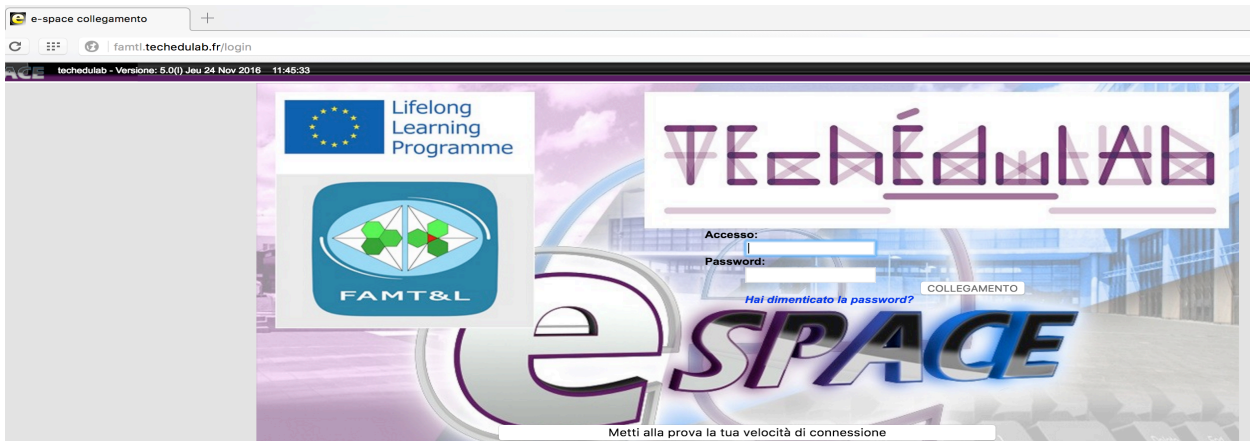 e-space collegamento
famtl.techedulab.fr/login
ACE techedulab - Versione: 5.0(I) Jeu 24 Nov 2016 11:45:33
Lifelong
Learning
Programme
TEchÉduLAb
FAMT&L
Accesso:
Password:
COLLEGAMENTO
Hai dimenticato la password?
eSPACE
Metti alla prova la tua velocità di connessione